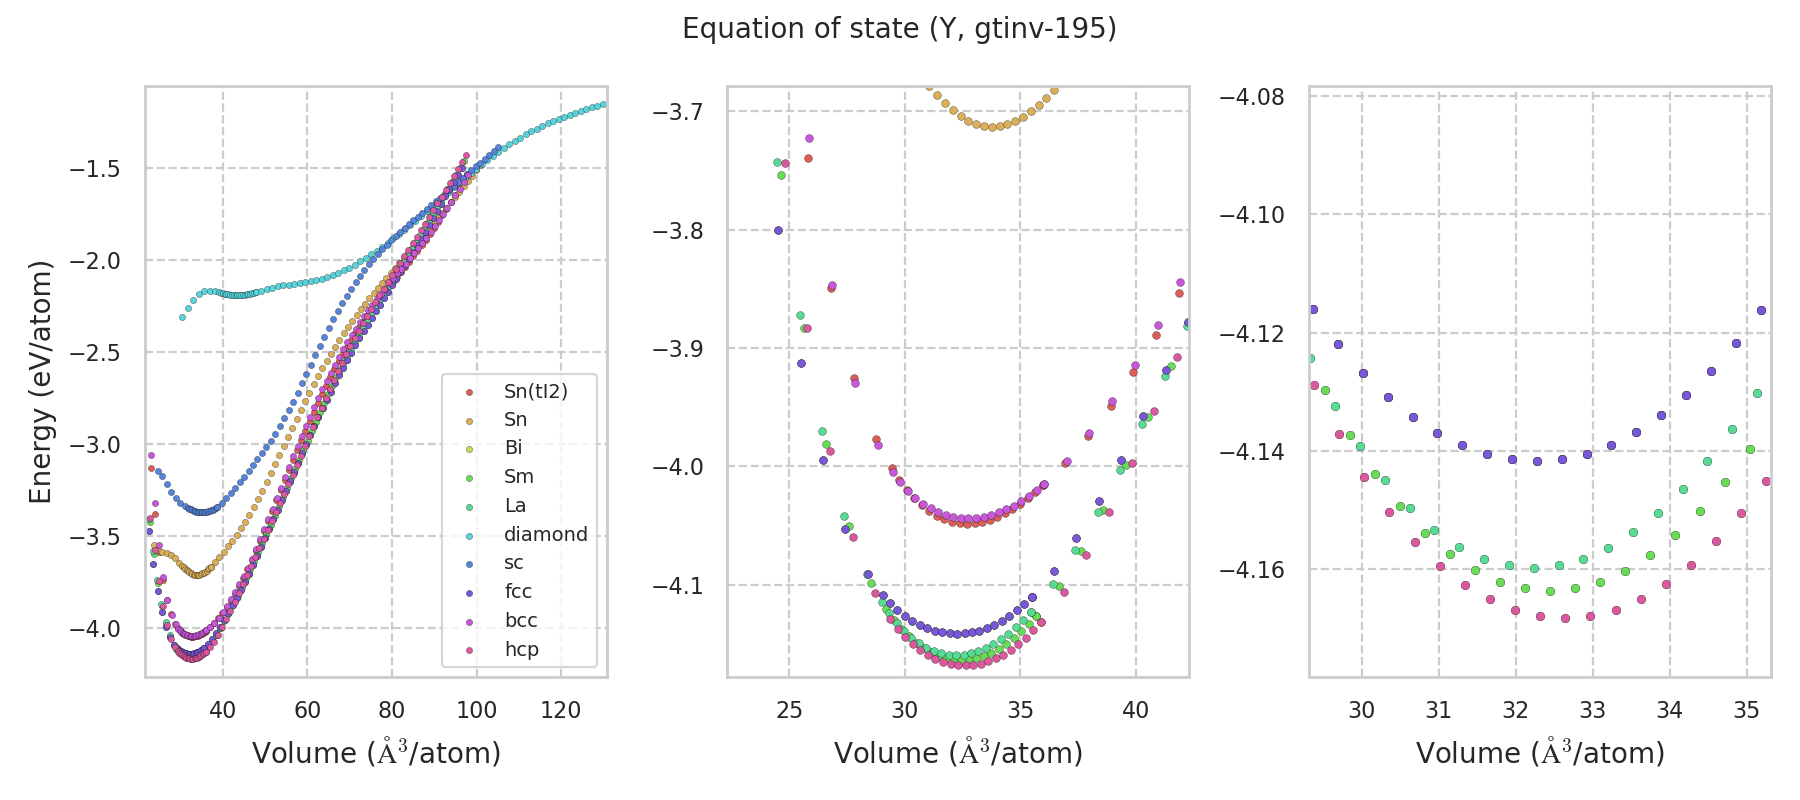 Equation of state (Y, gtinv-195)
Energy (eV/atom)
−1.5
−2.0
−2.5
−3.0
−3.5
−4.0
40 60 80 100 120
Volume (Å³/atom)
Sn(tI2)
Sn
Bi
Sm
La
diamond
sc
fcc
bcc
hcp
−3.7
−3.8
−3.9
−4.0
−4.1
25 30 35 40
Volume (Å³/atom)
−4.08
−4.10
−4.12
−4.14
−4.16
30 31 32 33 34 35
Volume (Å³/atom)